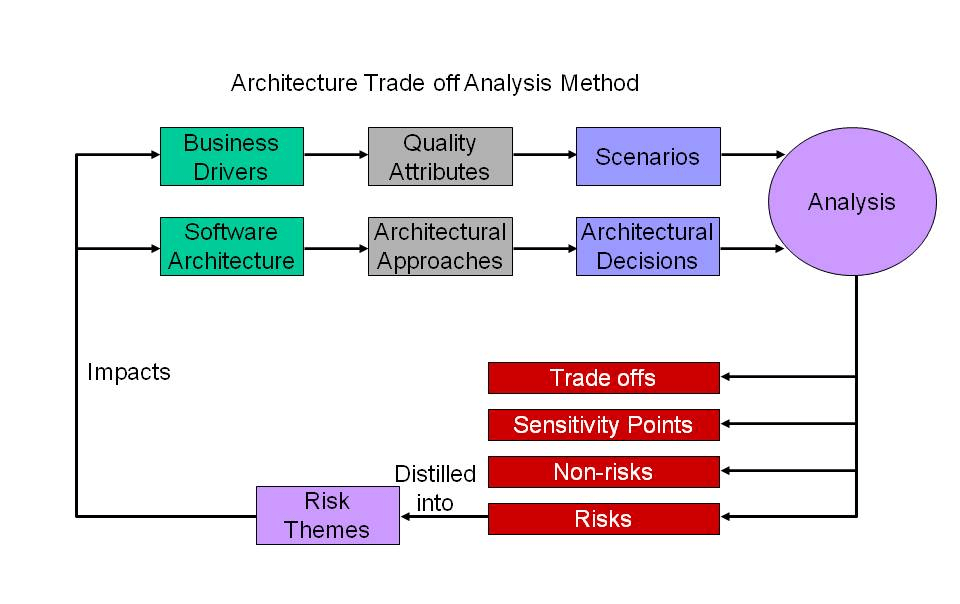 Architecture Trade off Analysis Method
Business
Drivers
Quality
Attributes
Scenarios
Analysis
Software
Architecture
Architectural
Approaches
Architectural
Decisions
Impacts
Trade offs
Sensitivity Points
Non-risks
Distilled
into
Risks
Risk
Themes